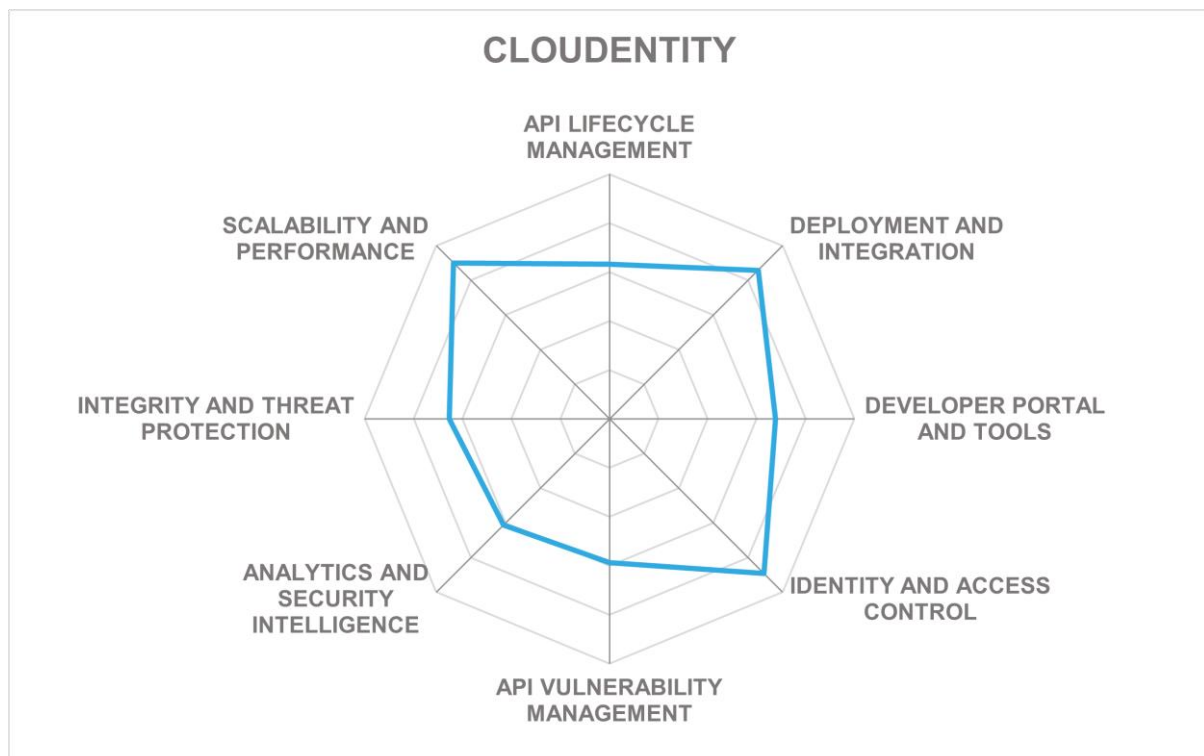 CLOUDENTITY
API LIFECYCLE
MANAGEMENT
SCALABILITY AND
PERFORMANCE
DEPLOYMENT AND
INTEGRATION
INTEGRITY AND THREAT
PROTECTION
DEVELOPER PORTAL
AND TOOLS
ANALYTICS AND
SECURITY
INTELLIGENCE
IDENTITY AND ACCESS
CONTROL
API VULNERABILITY
MANAGEMENT